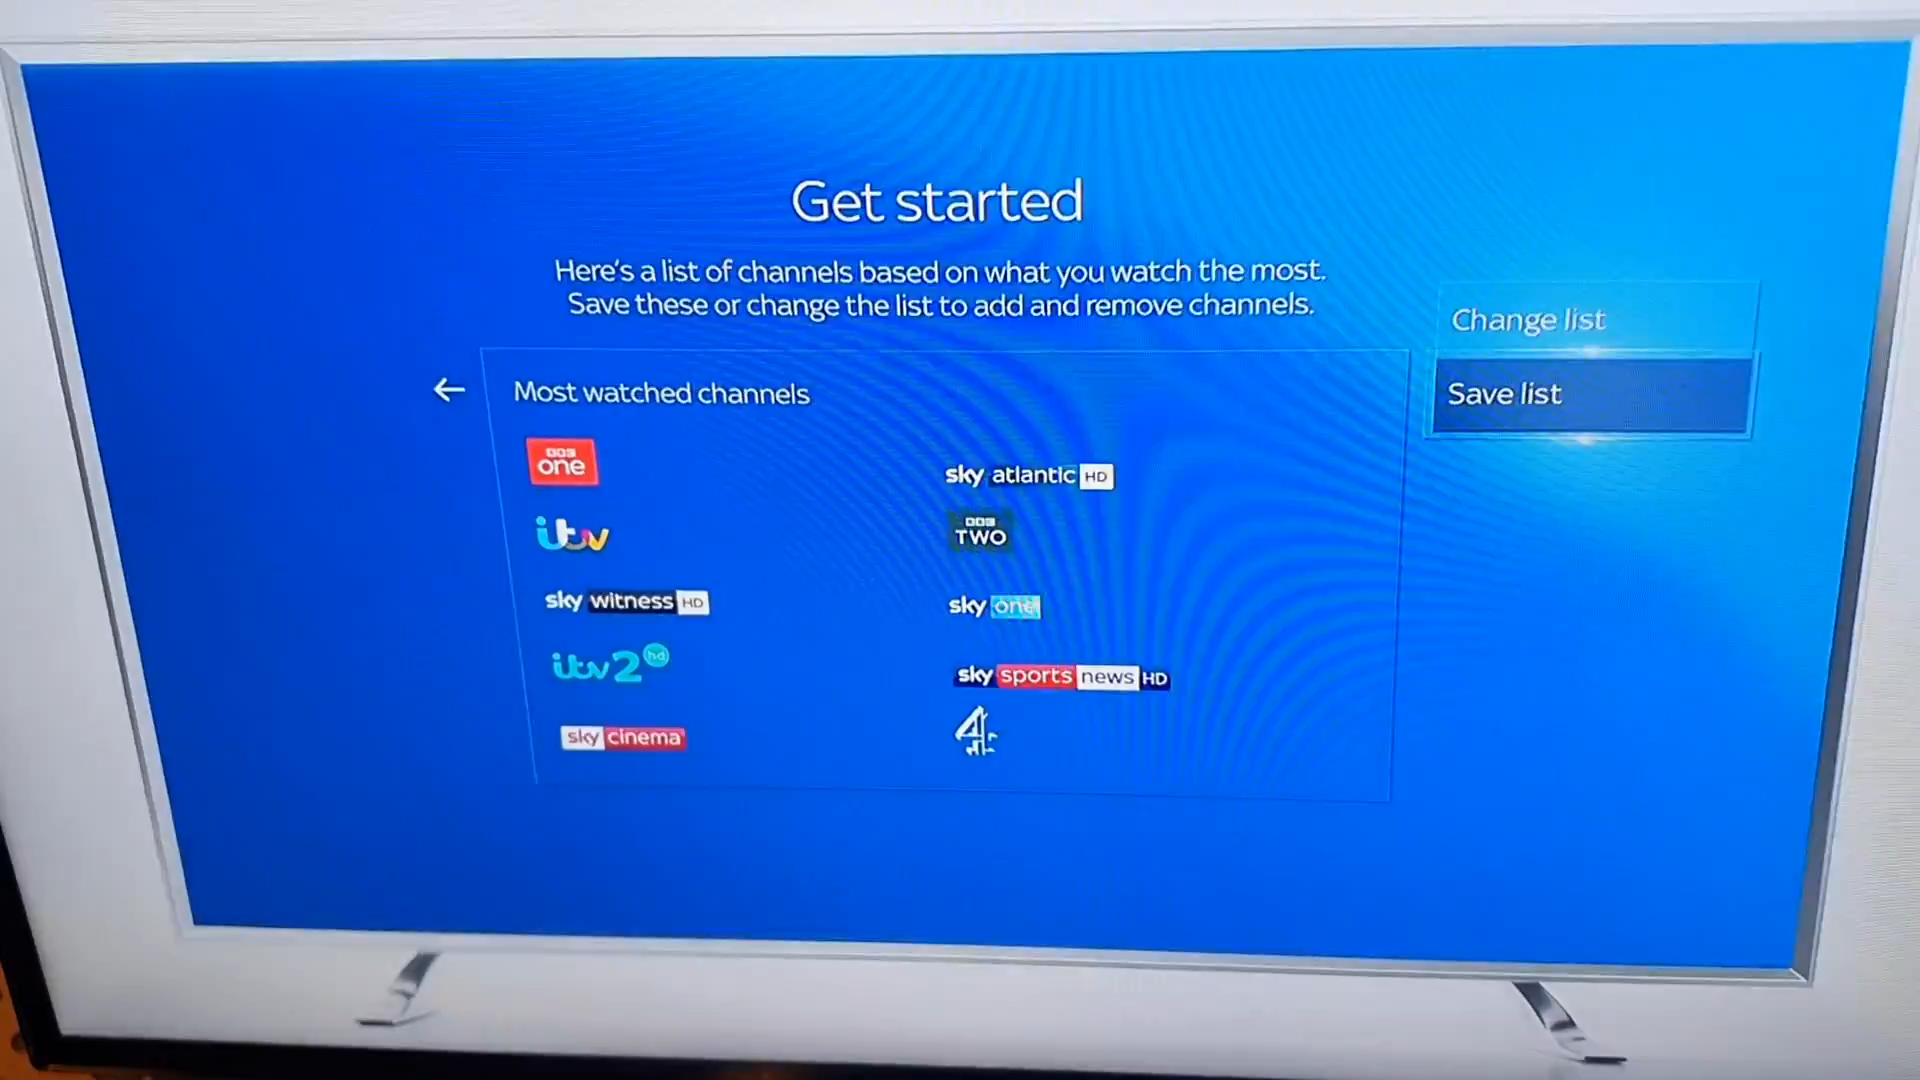 Get started
Here's a list of channels based on what you watch the most.
Save these or change the list to add and remove channels.
Change list
Save list
Most watched channels
BBC one
sky atlantic HD
itv
BBC TWO
sky witness HD
sky one
itv2 hd
sky sports news HD
sky cinema
4